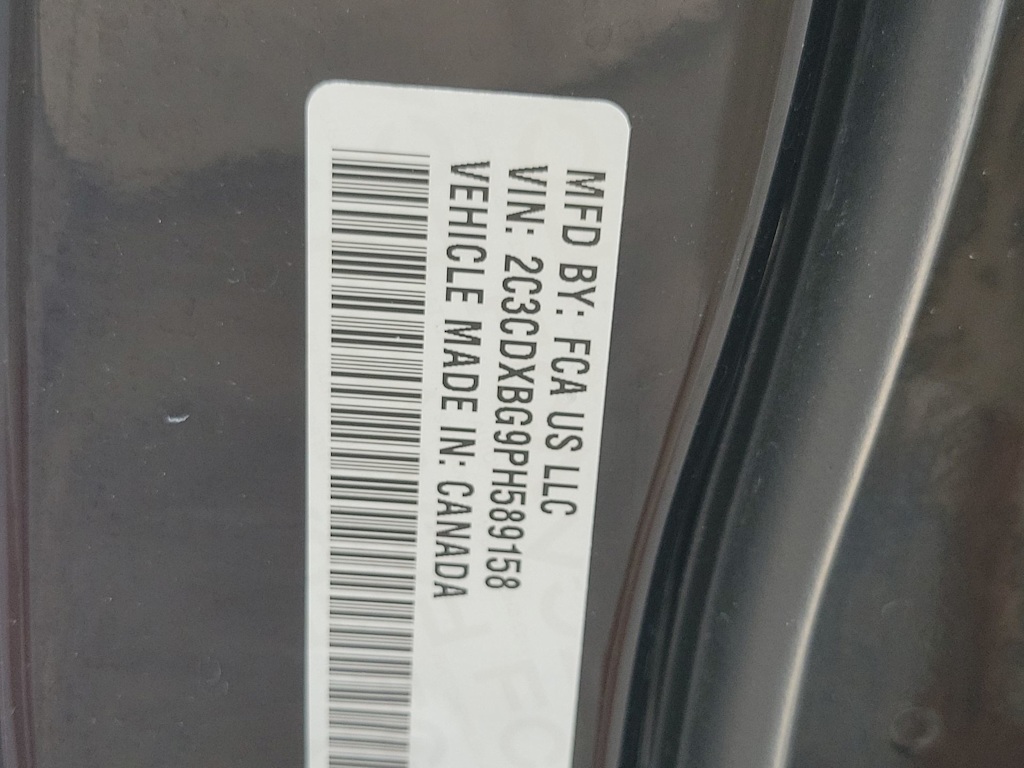 MFD BY: FCA US LLC
VIN: 2C3CDXBG9PH589158
VEHICLE MADE IN: CANADA